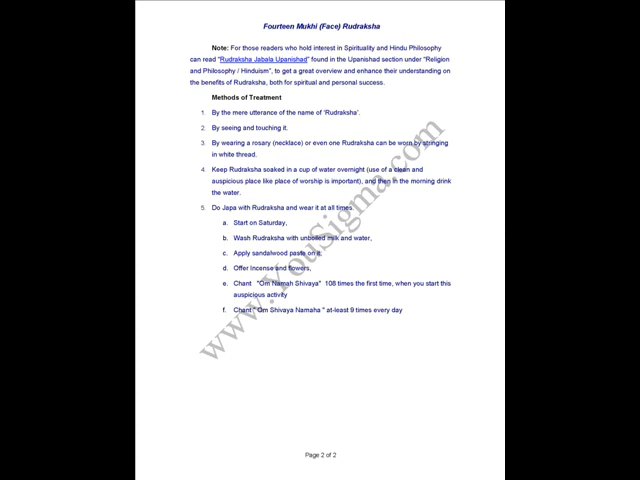 Fourteen Mukhi (Face) Rudraksha
Note: For those readers who hold interest in Spirituality and Hindu Philosophy
can read "Rudraksha Jabala Upanishad" found in the Upanishad section under "Religion
and Philosophy / Hinduism", to get a great overview and enhance their understanding on
the benefits of Rudraksha, both for spiritual and personal success.
Methods of Treatment
1. By the mere utterance of the name of 'Rudraksha'.
2. By seeing and touching it.
3. By wearing a rosary (necklace) or even one Rudraksha can be worn by stringing
in white thread.
4. Keep Rudraksha soaked in a cup of water overnight (use of a clean and
auspicious place like place of worship is important), and then in the morning drink
the water.
5. Do Japa with Rudraksha and wear it at all times.
a. Start on Saturday,
b. Wash Rudraksha with unboiled milk and water,
c. Apply sandalwood paste on it,
d. Offer Incense and flowers,
e. Chant "Om Namah Shivaya" 108 times the first time, when you start this
auspicious activity
f. Chant " Om Shivaya Namaha " at-least 9 times every day
www.YouSigma.com
Page 2 of 2